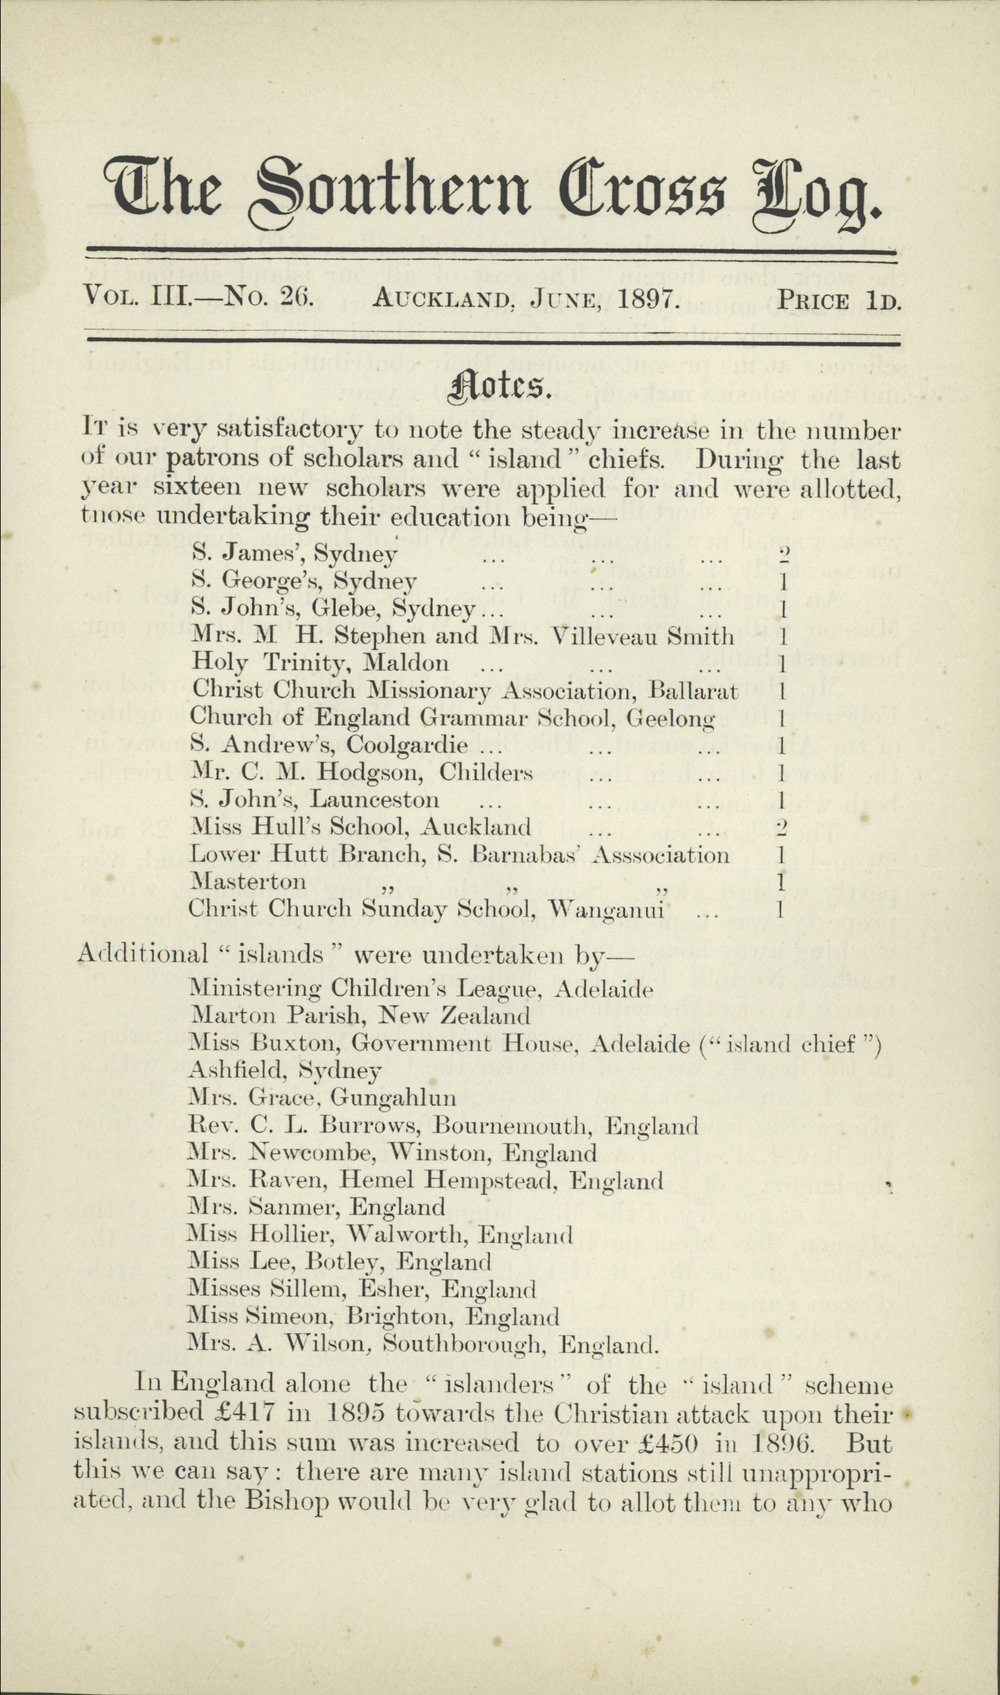 The Southern Cross Log.
VOL. III.—NO. 26. AUCKLAND, JUNE, 1897. PRICE 1D.
Notes.
IT is very satisfactory to note the steady increase in the number
of our patrons of scholars and “island” chiefs. During the last
year sixteen new scholars were applied for and were allotted,
those undertaking their education being—
S. James’, Sydney ... ... ... 2
S. George’s, Sydney ... ... ... 1
S. John’s, Glebe, Sydney... ... ... 1
Mrs. M H. Stephen and Mrs. Villeveau Smith 1
Holy Trinity, Maldon ... ... ... 1
Christ Church Missionary Association, Ballarat 1
Church of England Grammar School, Geelong 1
S. Andrew’s, Coolgardie ... ... ... 1
Mr. C. M. Hodgson, Childers ... ... 1
S. John’s, Launceston ... ... ... 1
Miss Hull’s School, Auckland ... ... 2
Lower Hutt Branch, S. Barnabas’ Asssociation 1
Masterton „ „ „ 1
Christ Church Sunday School, Wanganui ... 1
Additional “islands” were undertaken by—
Ministering Children’s League, Adelaide
Marton Parish, New Zealand
Miss Buxton, Government House, Adelaide (“island chief”)
Ashfield, Sydney
Mrs. Grace, Gungahlun
Rev. C. L. Burrows, Bournemouth, England
Mrs. Newcombe, Winston, England
Mrs. Raven, Hemel Hempstead, England
Mrs. Sanmer, England
Miss Hollier, Walworth, England
Miss Lee, Botley, England
Misses Sillem, Esher, England
Miss Simeon, Brighton, England
Mrs. A. Wilson, Southborough, England.
In England alone the “islanders” of the “island” scheme
subscribed £417 in 1895 towards the Christian attack upon their
islands, and this sum was increased to over £450 in 1896. But
this we can say: there are many island stations still unappropri-
ated, and the Bishop would be very glad to allot them to any who